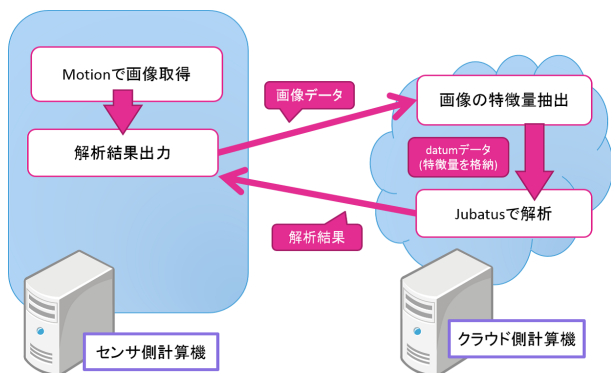 Motionで画像取得
解析結果出力
画像データ
画像の特徴量抽出
datumデータ
(特徴量を格納)
Jubatusで解析
解析結果
センサ側計算機
クラウド側計算機